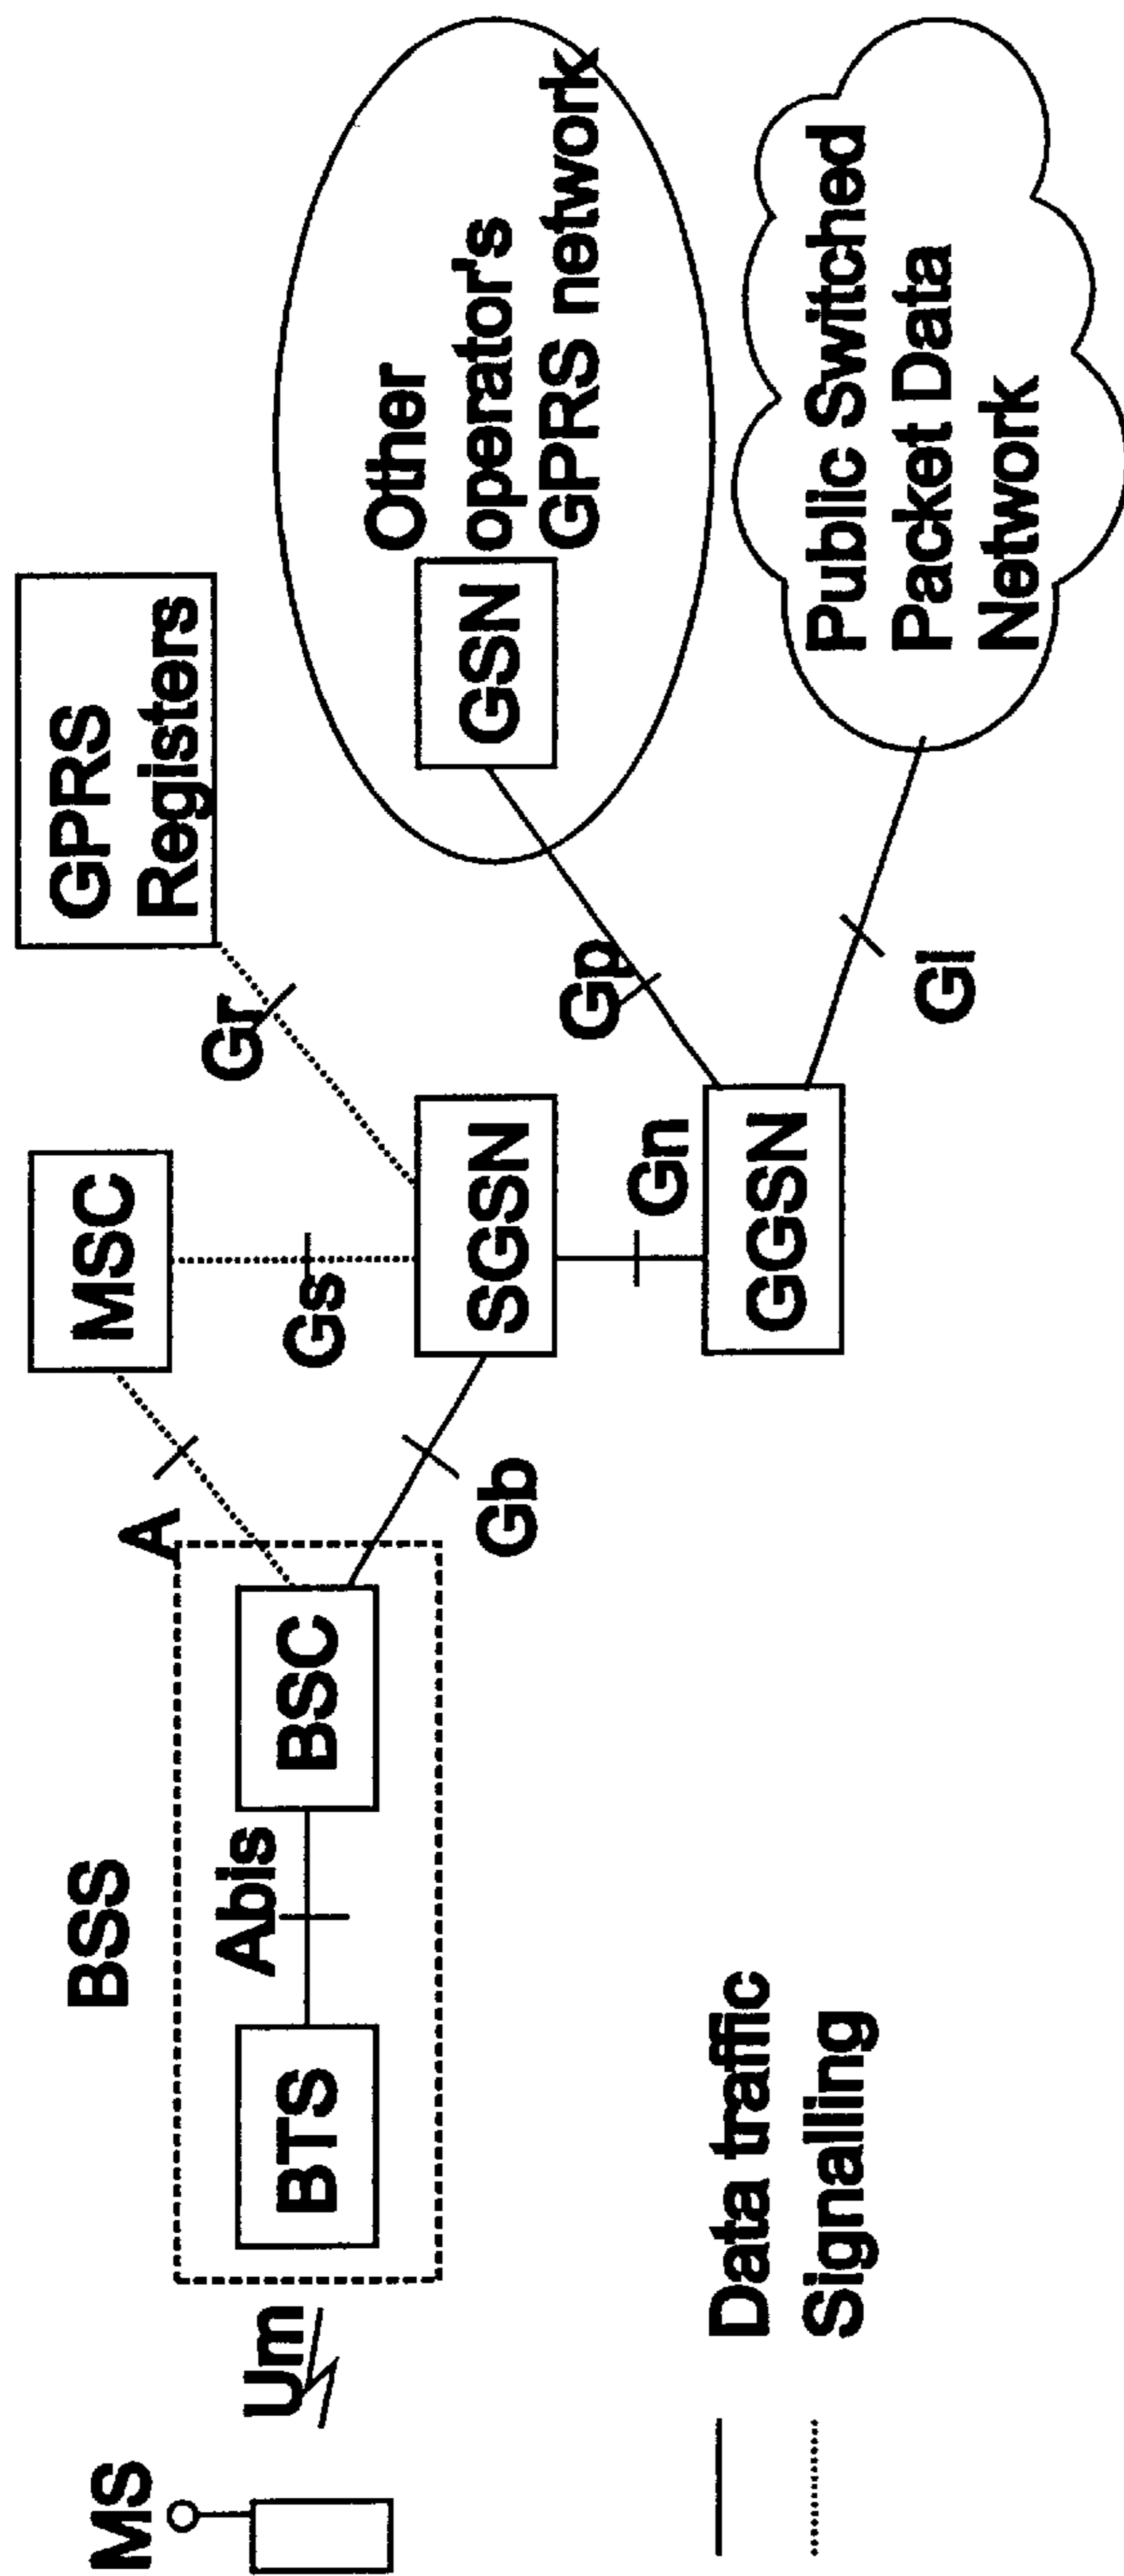 MS
Um
BSS
BTS
Abis
BSC
A
Gb
MSC
Gs
Gr
GPRS
Registers
SGSN
Gn
GGSN
Gp
Gi
GSN
Other
operator's
GPRS network
Public Switched
Packet Data
Network
Data traffic
Signalling